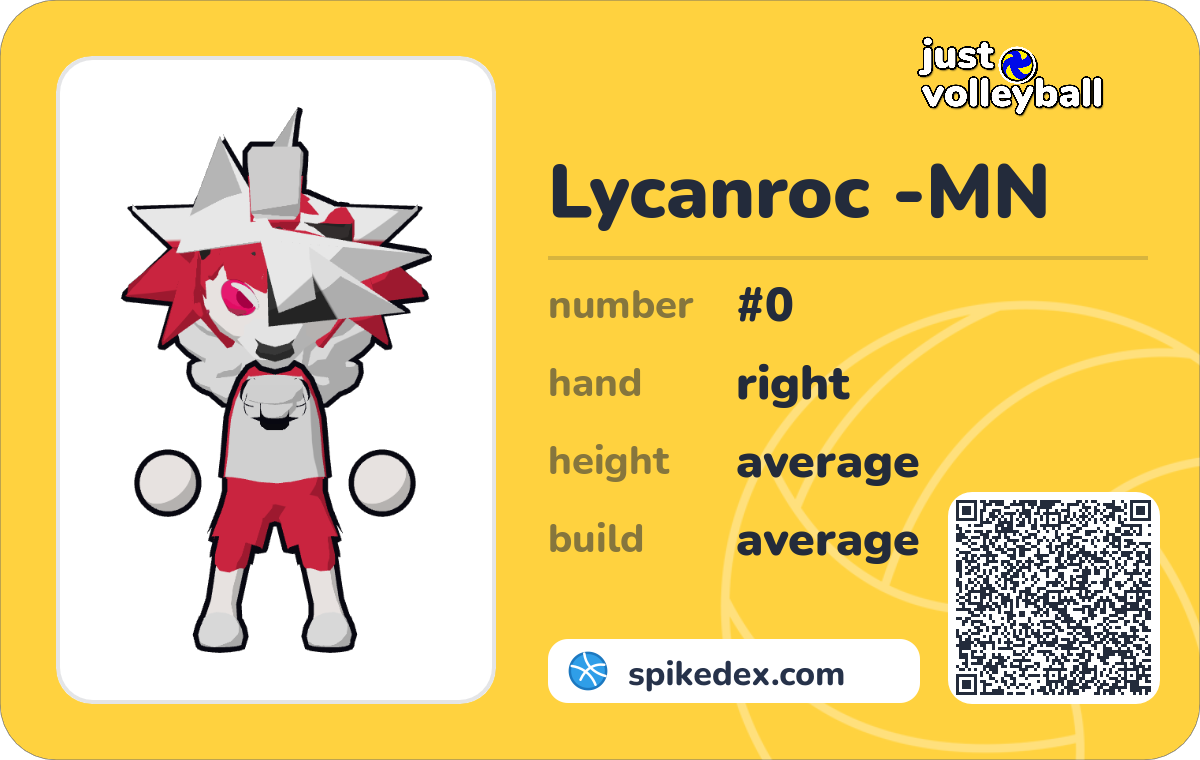 just
volleyball
Lycanroc -MN
number #0
hand right
height average
build average
spikedex.com